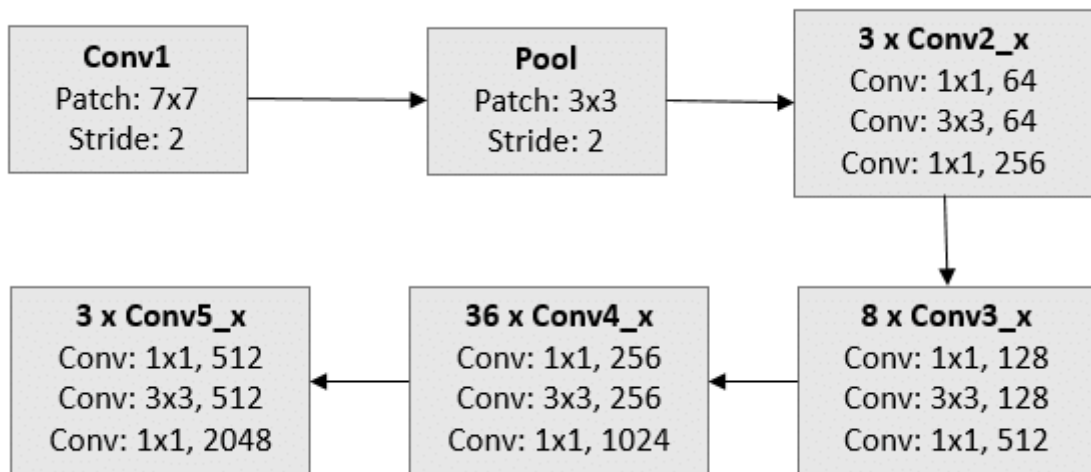 Conv1
Patch: 7x7
Stride: 2
Pool
Patch: 3x3
Stride: 2
3 x Conv2_x
Conv: 1x1, 64
Conv: 3x3, 64
Conv: 1x1, 256
8 x Conv3_x
Conv: 1x1, 128
Conv: 3x3, 128
Conv: 1x1, 512
36 x Conv4_x
Conv: 1x1, 256
Conv: 3x3, 256
Conv: 1x1, 1024
3 x Conv5_x
Conv: 1x1, 512
Conv: 3x3, 512
Conv: 1x1, 2048